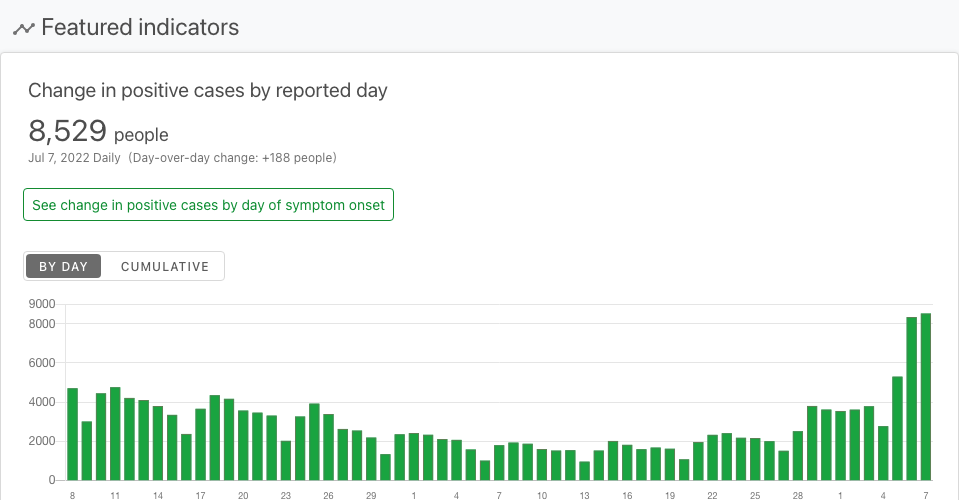 Featured indicators
Change in positive cases by reported day
8,529 people
Jul 7, 2022 Daily (Day-over-day change: +188 people)
See change in positive cases by day of symptom onset
BY DAY CUMULATIVE
9000
8000
6000
4000
2000
0
8 11 14 17 20 23 26 29 1 4 7 10 13 16 19 22 25 28 1 4 7